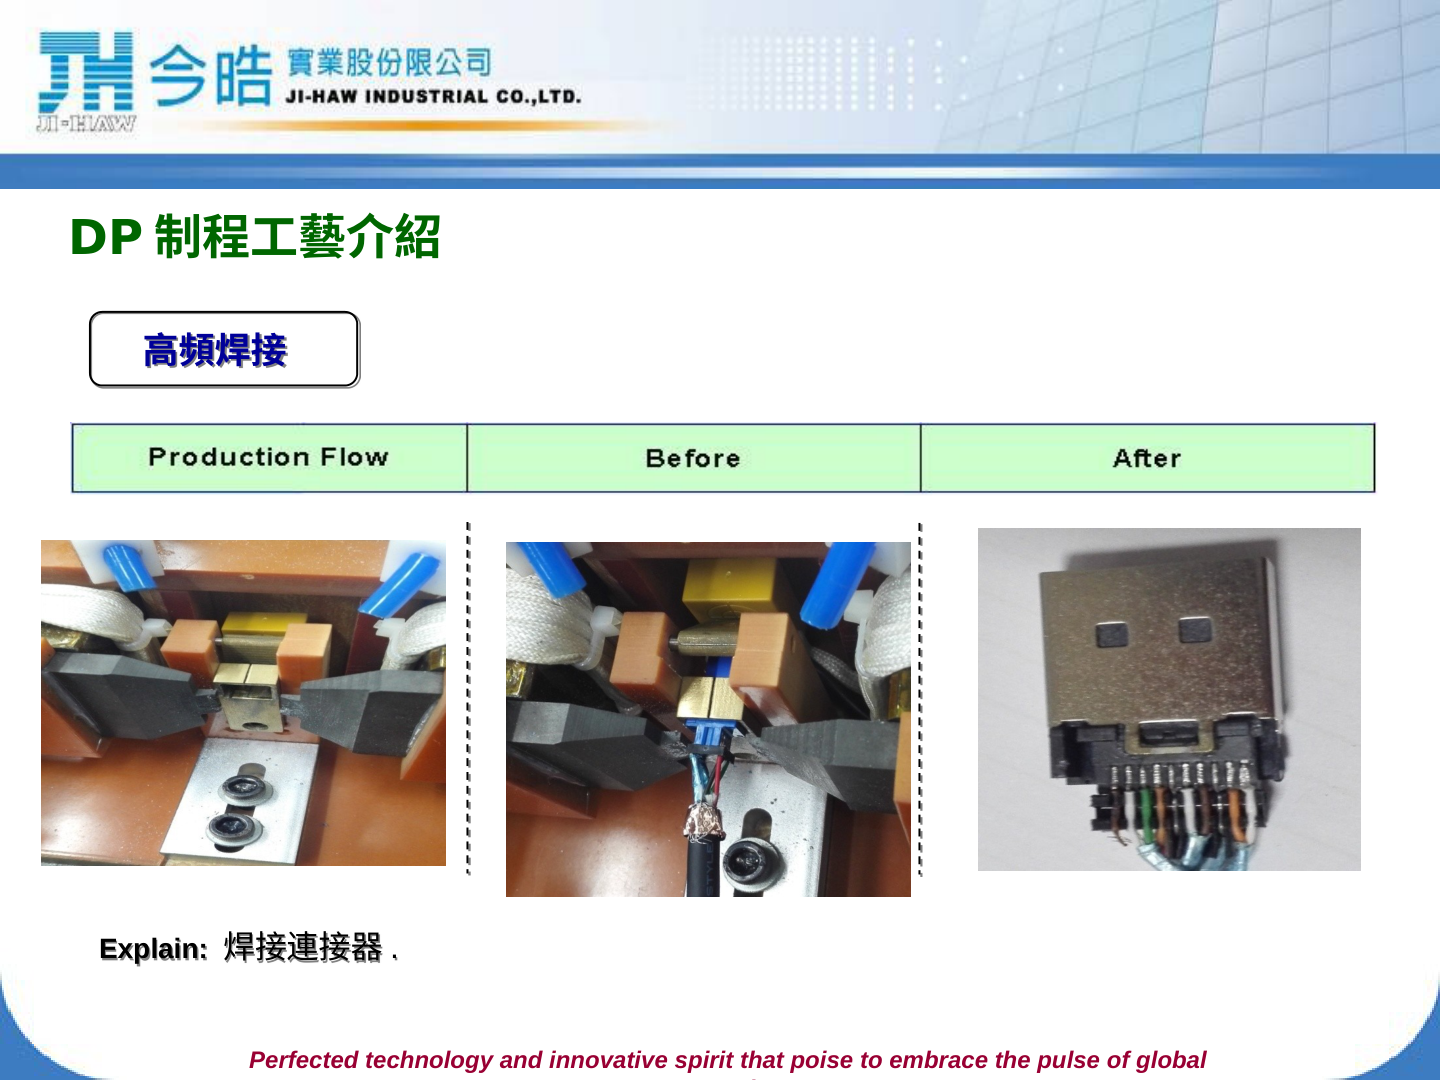 今皓 實業股份限公司
JI-HAW INDUSTRIAL CO.,LTD.
JI-HAW
DP 制程工藝介紹
高頻焊接
Production Flow Before After
Explain: 焊接連接器 .
Perfected technology and innovative spirit that poise to embrace the pulse of global